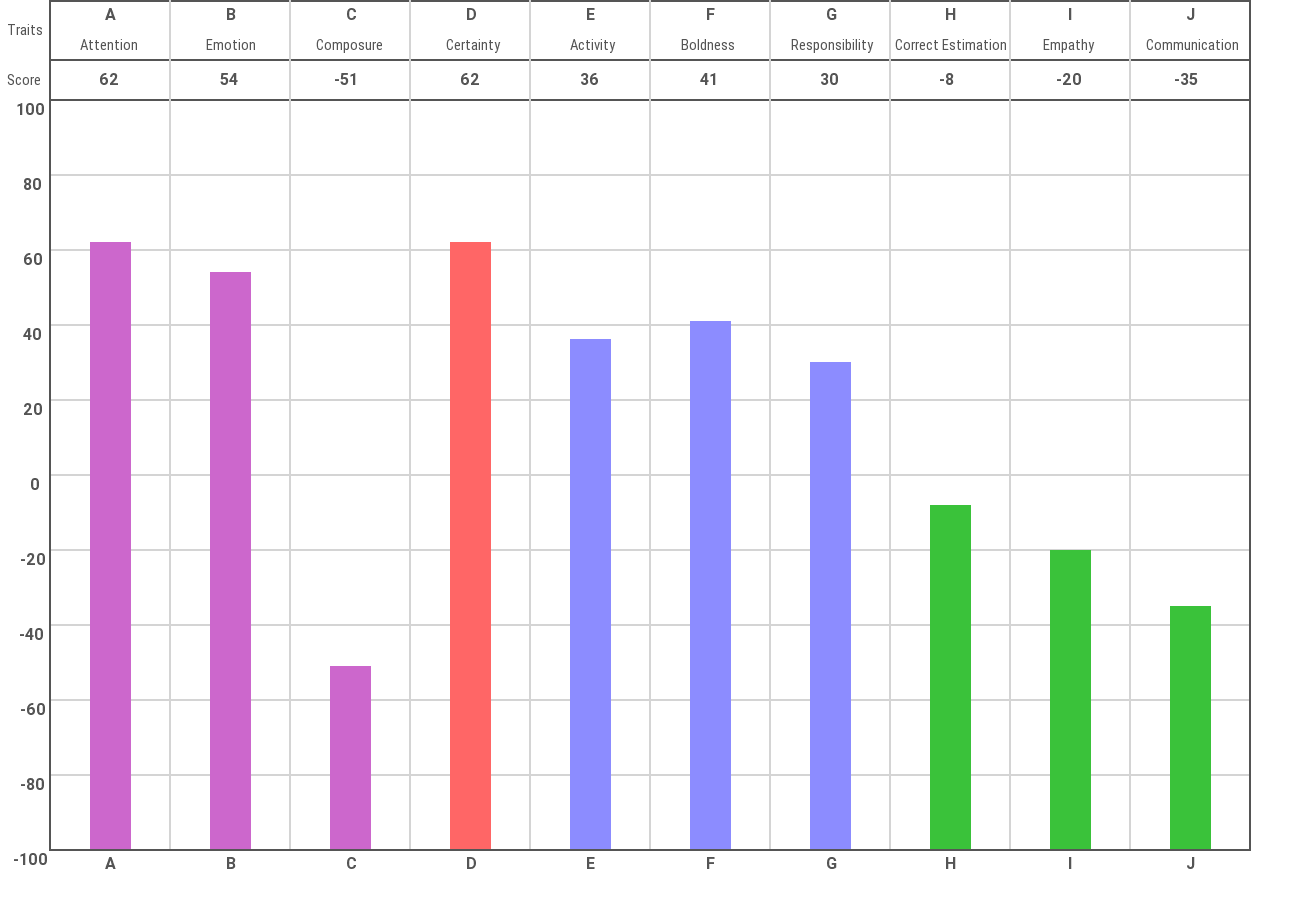 A B C D E F G H I J
Traits
Attention Emotion Composure Certainty Activity Boldness Responsibility Correct Estimation Empathy Communication
Score 62 54 -51 62 36 41 30 -8 -20 -35
100
80
60
40
20
0
-20
-40
-60
-80
-100
A B C D E F G H I J